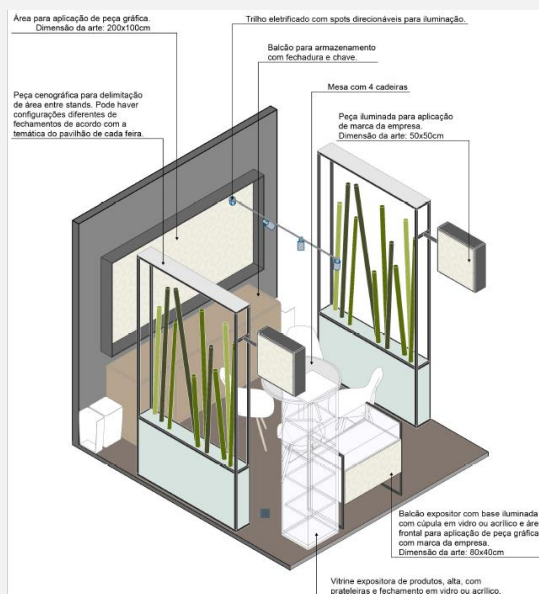 Área para aplicação de peça gráfica.
Dimensão da arte: 200x100cm.
Trilho eletrificado com spots direcionáveis para iluminação.
Balcão para armazenamento
com fechadura e chave.
Mesa com 4 cadeiras
Peça cenográfica para delimitação
de área entre stands. Pode haver
configurações diferentes de
fechamentos de acordo com a
temática do pavilhão de cada feira.
Peça iluminada para aplicação
de marca da empresa.
Dimensão da arte: 50x50cm.
Balcão expositor com base iluminada
com cúpula em vidro ou acrílico e áre
frontal para aplicação de peça gráfica
com marca da empresa.
Dimensão da arte: 80x40cm
Vitrine expositora de produtos, alta, com
prateleiras e fechamento em vidro ou acrílico.